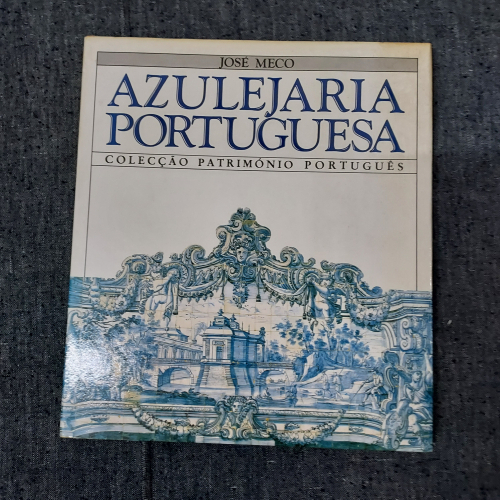 JOSÉ MECO
AZULEJARIA
PORTUGUESA
COLECÇÃO PATRIMÓNIO PORTUGUÊS